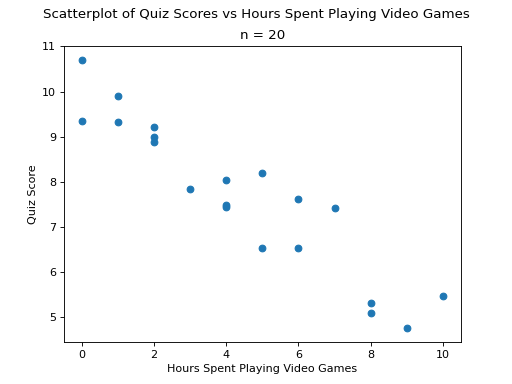 Scatterplot of Quiz Scores vs Hours Spent Playing Video Games
n = 20
11
10
9
8
7
6
5
Quiz Score
0 2 4 6 8 10
Hours Spent Playing Video Games